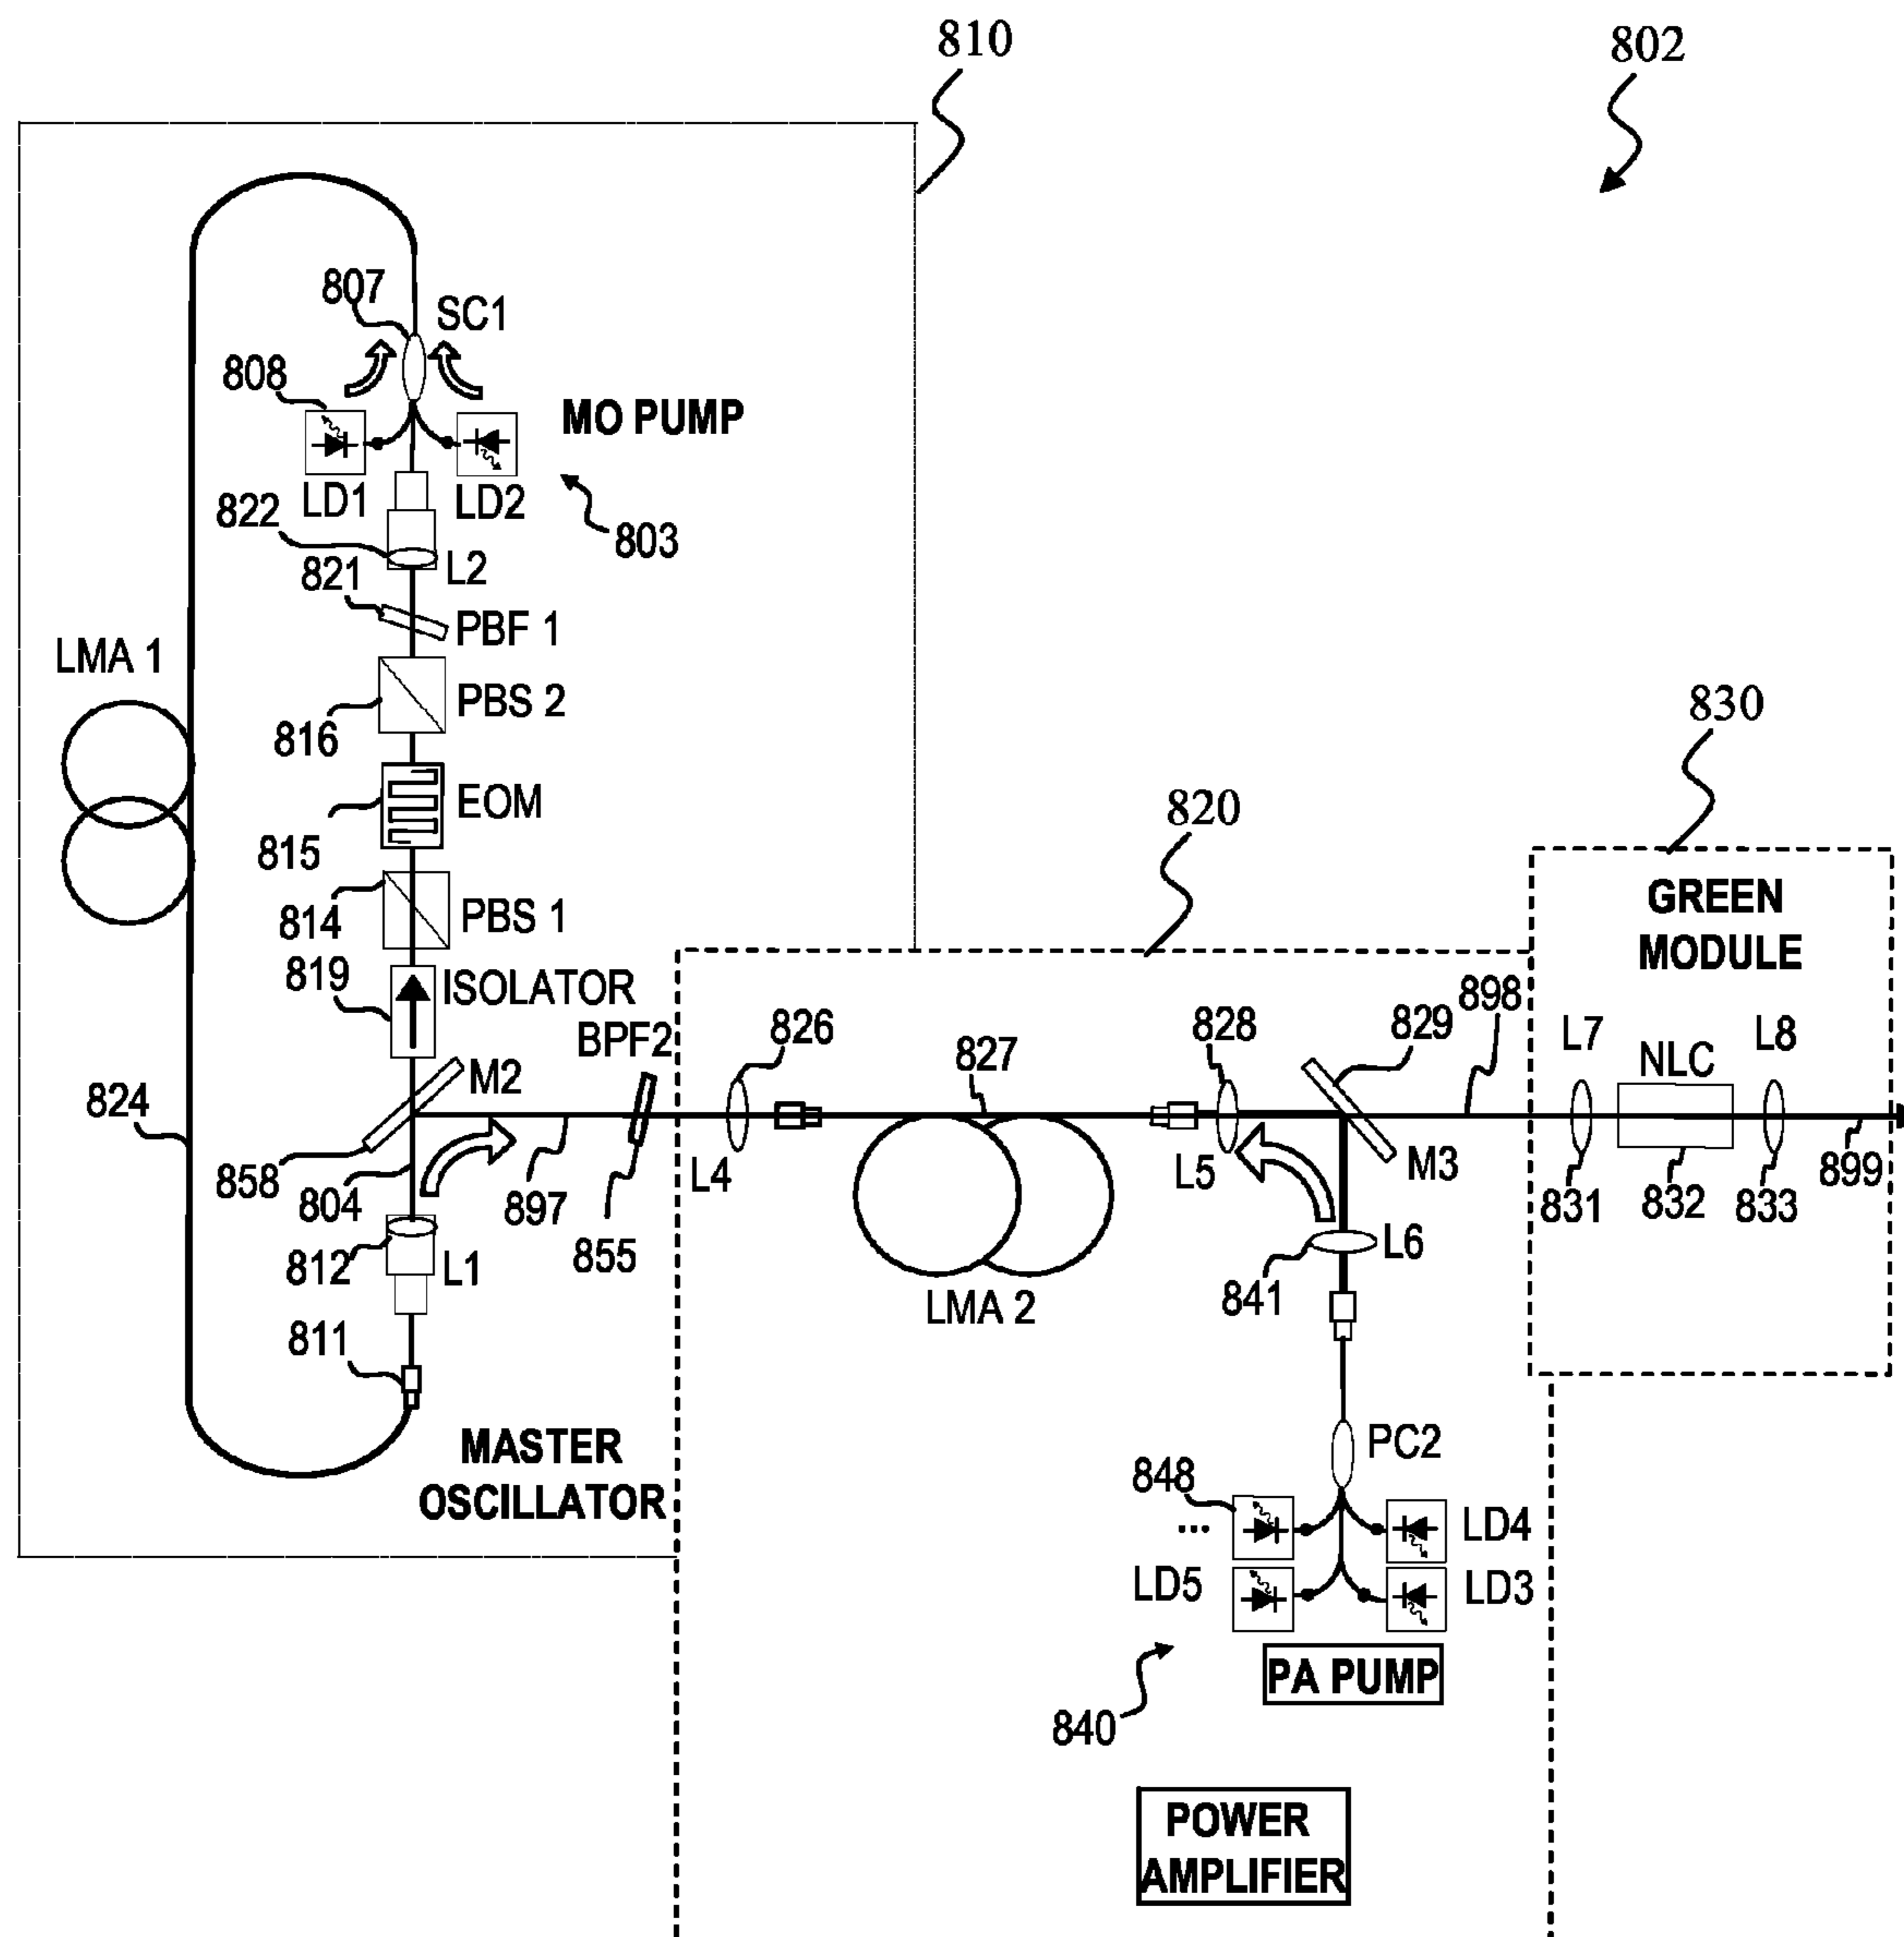 810
802
807
SC1
808
MO PUMP
LD1
LD2
822
803
821
L2
PBF 1
LMA 1
816
PBS 2
830
EOM
815
820
814
PBS 1
GREEN
MODULE
819
ISOLATOR
898
BPF2
826
828
829
L7
L8
M2
827
NLC
824
858
804
897
L4
L5
M3
831
832
833
899
812
L1
855
L6
841
LMA 2
811
PC2
MASTER
OSCILLATOR
848
...
LD4
LD5
LD3
PA PUMP
840
POWER
AMPLIFIER